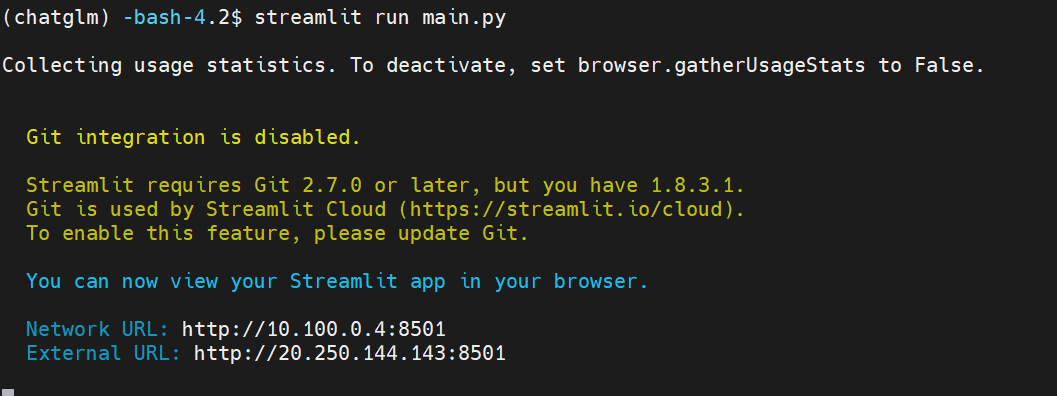 (chatglm) -bash-4.2$ streamlit run main.py
Collecting usage statistics. To deactivate, set browser.gatherUsageStats to False.
Git integration is disabled.
Streamlit requires Git 2.7.0 or later, but you have 1.8.3.1.
Git is used by Streamlit Cloud (https://streamlit.io/cloud).
To enable this feature, please update Git.
You can now view your Streamlit app in your browser.
Network URL: http://10.100.0.4:8501
External URL: http://20.250.144.143:8501